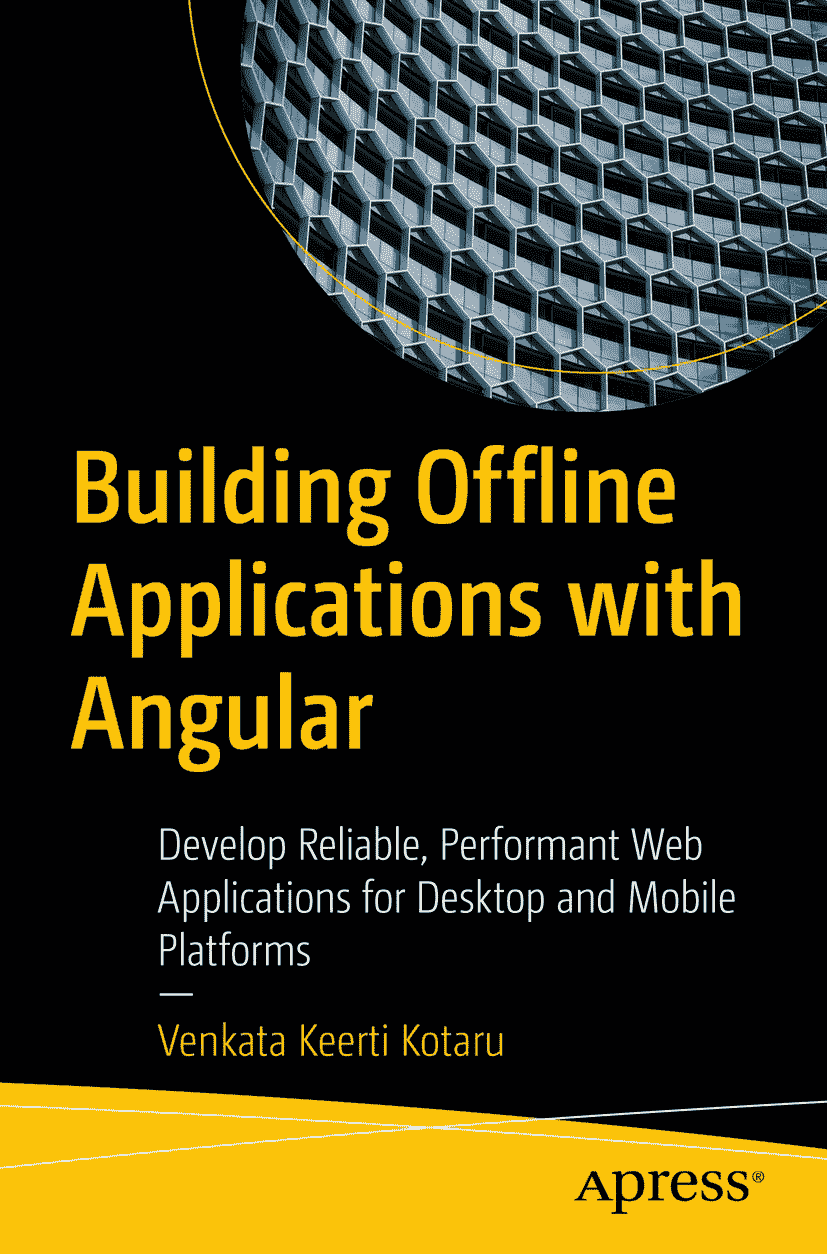 Building Offline
Applications with
Angular
Develop Reliable, Performant Web
Applications for Desktop and Mobile
Platforms
—
Venkata Keerti Kotaru
Apress®